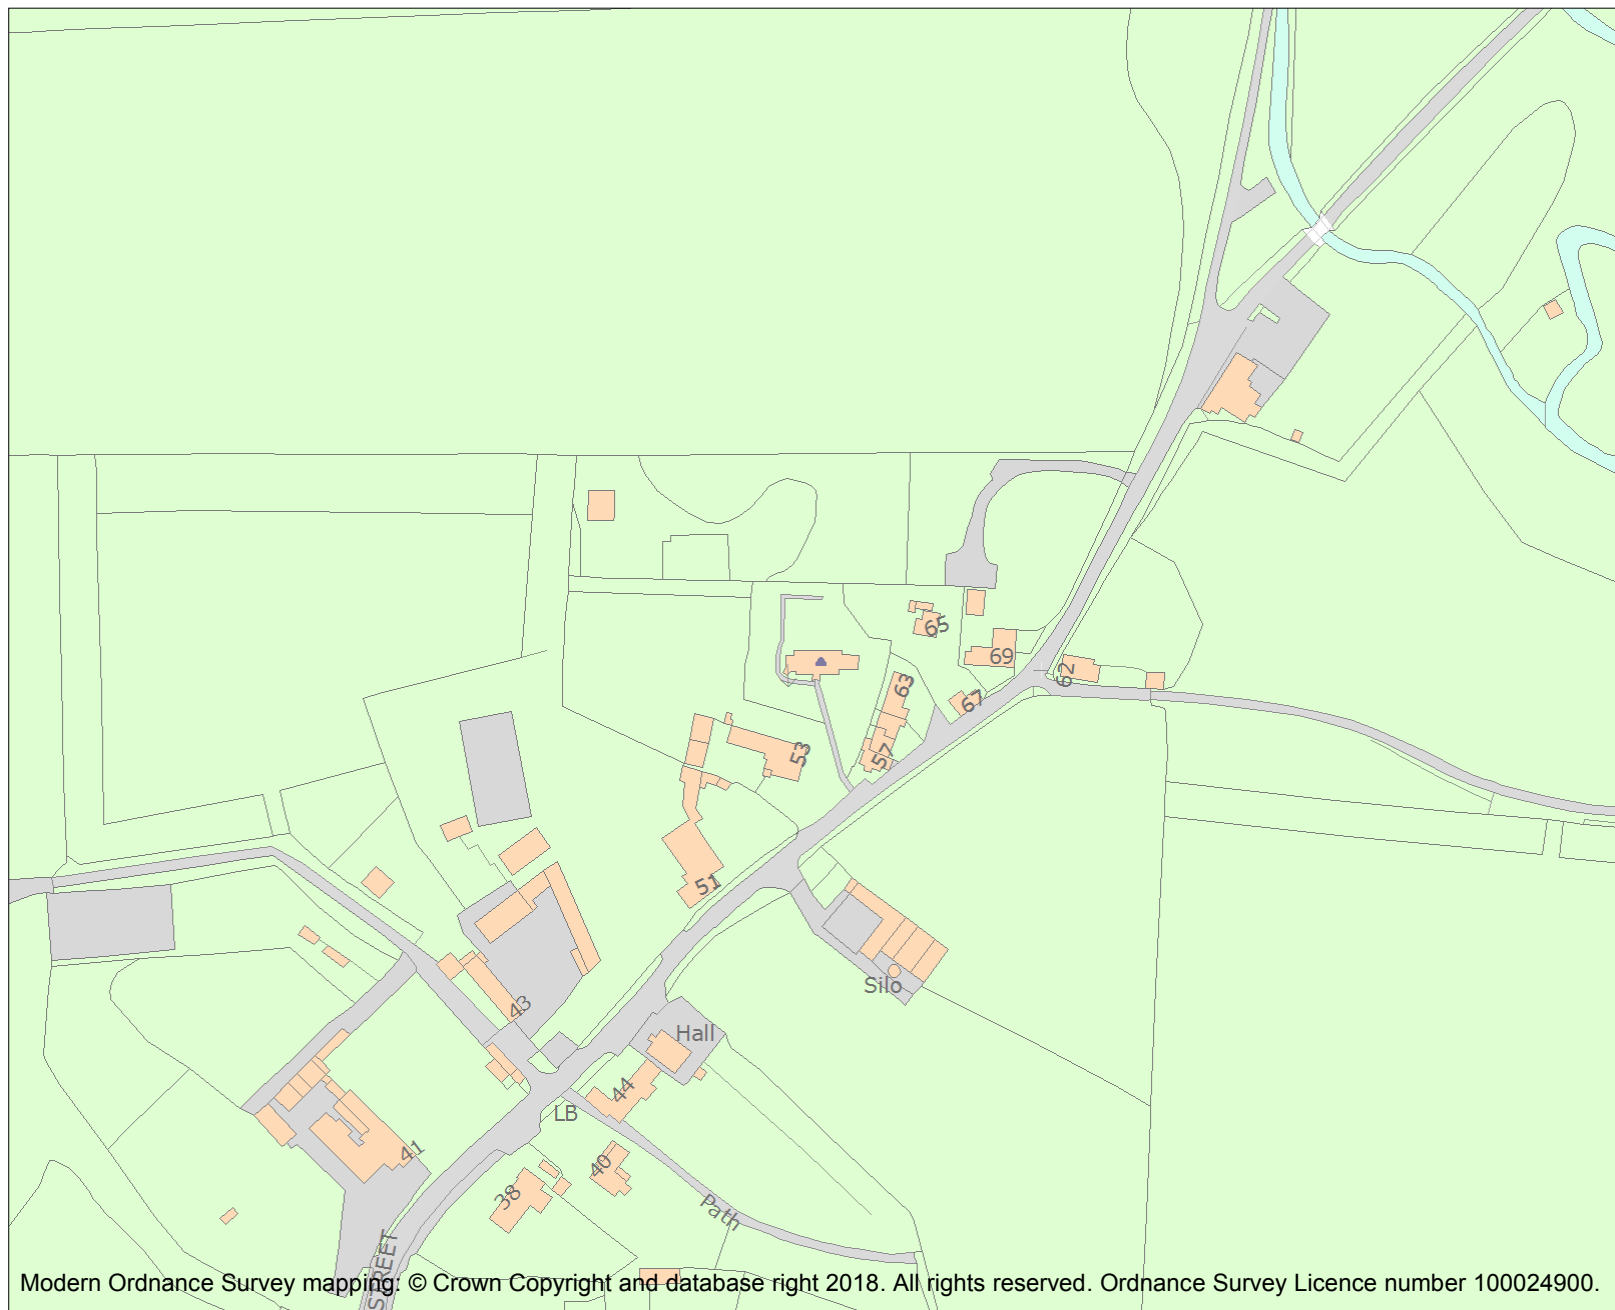 65
69
62
63
67
53
57
51
Silo
43
Hall
44
LB
41
40
38
Path
STREET
Modern Ordnance Survey mapping: © Crown Copyright and database right 2018. All rights reserved. Ordnance Survey Licence number 100024900.